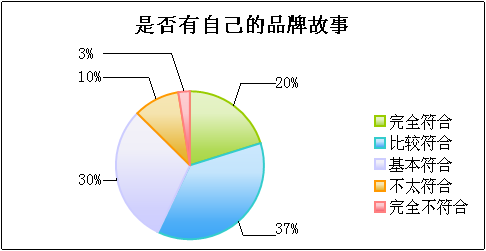 是否有自己的品牌故事
3%
10%
20%
30%
37%
完全符合
比较符合
基本符合
不太符合
完全不符合